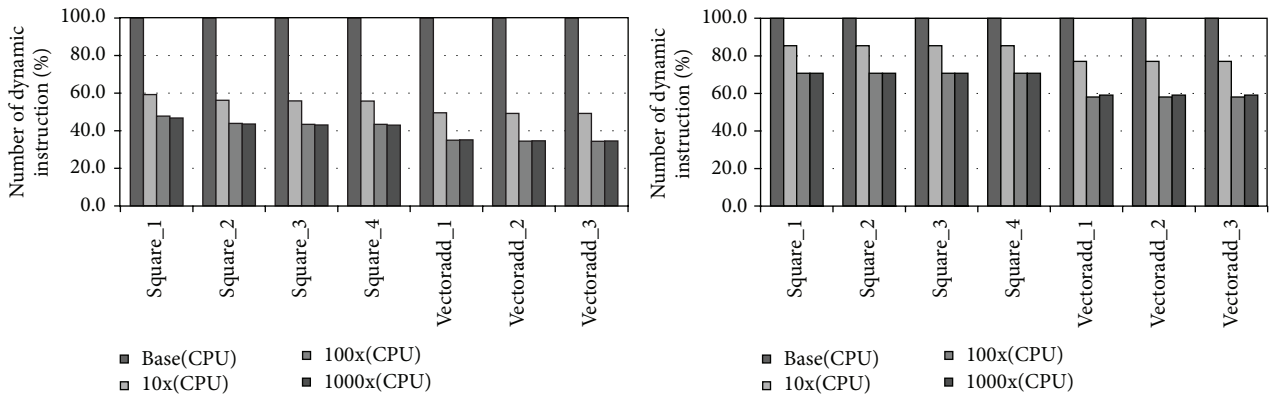 Number of dynamic
instruction (%)
100.0
80.0
60.0
40.0
20.0
0.0
Square_1
Square_2
Square_3
Square_4
Vectoradd_1
Vectoradd_2
Vectoradd_3
Base(CPU)
10x(CPU)
100x(CPU)
1000x(CPU)
Number of dynamic
instruction (%)
100.0
80.0
60.0
40.0
20.0
0.0
Square_1
Square_2
Square_3
Square_4
Vectoradd_1
Vectoradd_2
Vectoradd_3
Base(CPU)
10x(CPU)
100x(CPU)
1000x(CPU)